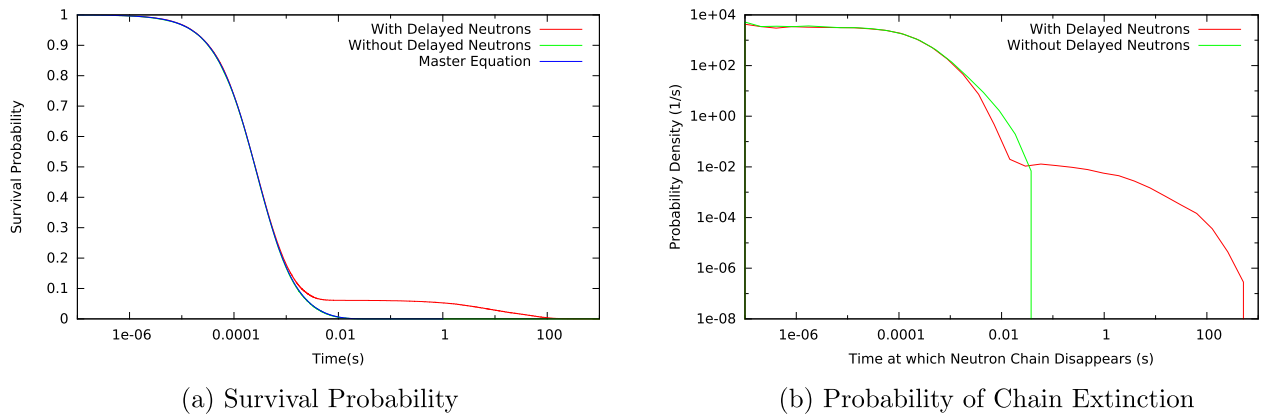 With Delayed Neutrons
Without Delayed Neutrons
Master Equation
Survival Probability
1
0.9
0.8
0.7
0.6
0.5
0.4
0.3
0.2
0.1
0
1e-06 0.0001 0.01 1 100
Time(s)
(a) Survival Probability
With Delayed Neutrons
Without Delayed Neutrons
Probability Density (1/s)
1e+04
1e+02
1e+00
1e-02
1e-04
1e-06
1e-08
1e-06 0.0001 0.01 1 100
Time at which Neutron Chain Disappears (s)
(b) Probability of Chain Extinction